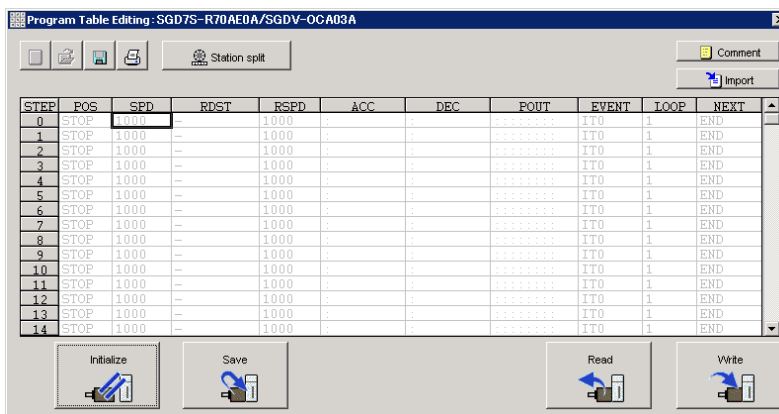 Program Table Editing : SGD7S-R70AE0A/SGDV-OCA03A
Station split
Comment
Import
STEP POS SPD RDST RSPD ACC DEC POUT EVENT LOOP NEXT
0 STOP 1000 – 1000 : : : : : : : : : : IT0 1 END
1 STOP 1000 – 1000 : : : : : : : : : : IT0 1 END
2 STOP 1000 – 1000 : : : : : : : : : : IT0 1 END
3 STOP 1000 – 1000 : : : : : : : : : : IT0 1 END
4 STOP 1000 – 1000 : : : : : : : : : : IT0 1 END
5 STOP 1000 – 1000 : : : : : : : : : : IT0 1 END
6 STOP 1000 – 1000 : : : : : : : : : : IT0 1 END
7 STOP 1000 – 1000 : : : : : : : : : : IT0 1 END
8 STOP 1000 – 1000 : : : : : : : : : : IT0 1 END
9 STOP 1000 – 1000 : : : : : : : : : : IT0 1 END
10 STOP 1000 – 1000 : : : : : : : : : : IT0 1 END
11 STOP 1000 – 1000 : : : : : : : : : : IT0 1 END
12 STOP 1000 – 1000 : : : : : : : : : : IT0 1 END
13 STOP 1000 – 1000 : : : : : : : : : : IT0 1 END
14 STOP 1000 – 1000 : : : : : : : : : : IT0 1 END
Initialize Save Read Write